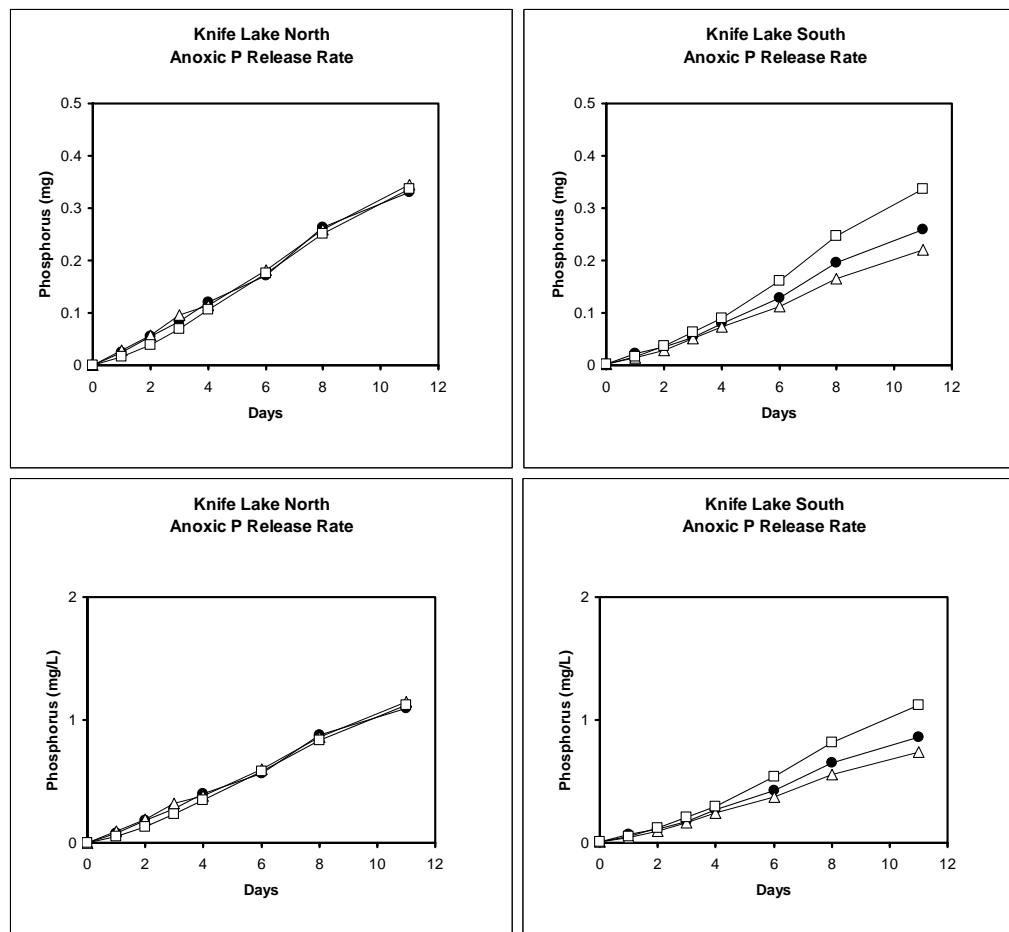 Knife Lake North
Anoxic P Release Rate
0.5
0.4
0.3
0.2
0.1
0
Phosphorus (mg)
0 2 4 6 8 10 12
Days
Knife Lake South
Anoxic P Release Rate
0.5
0.4
0.3
0.2
0.1
0
Phosphorus (mg)
0 2 4 6 8 10 12
Days
Knife Lake North
Anoxic P Release Rate
2
1
0
Phosphorus (mg/L)
0 2 4 6 8 10 12
Days
Knife Lake South
Anoxic P Release Rate
2
1
0
Phosphorus (mg/L)
0 2 4 6 8 10 12
Days